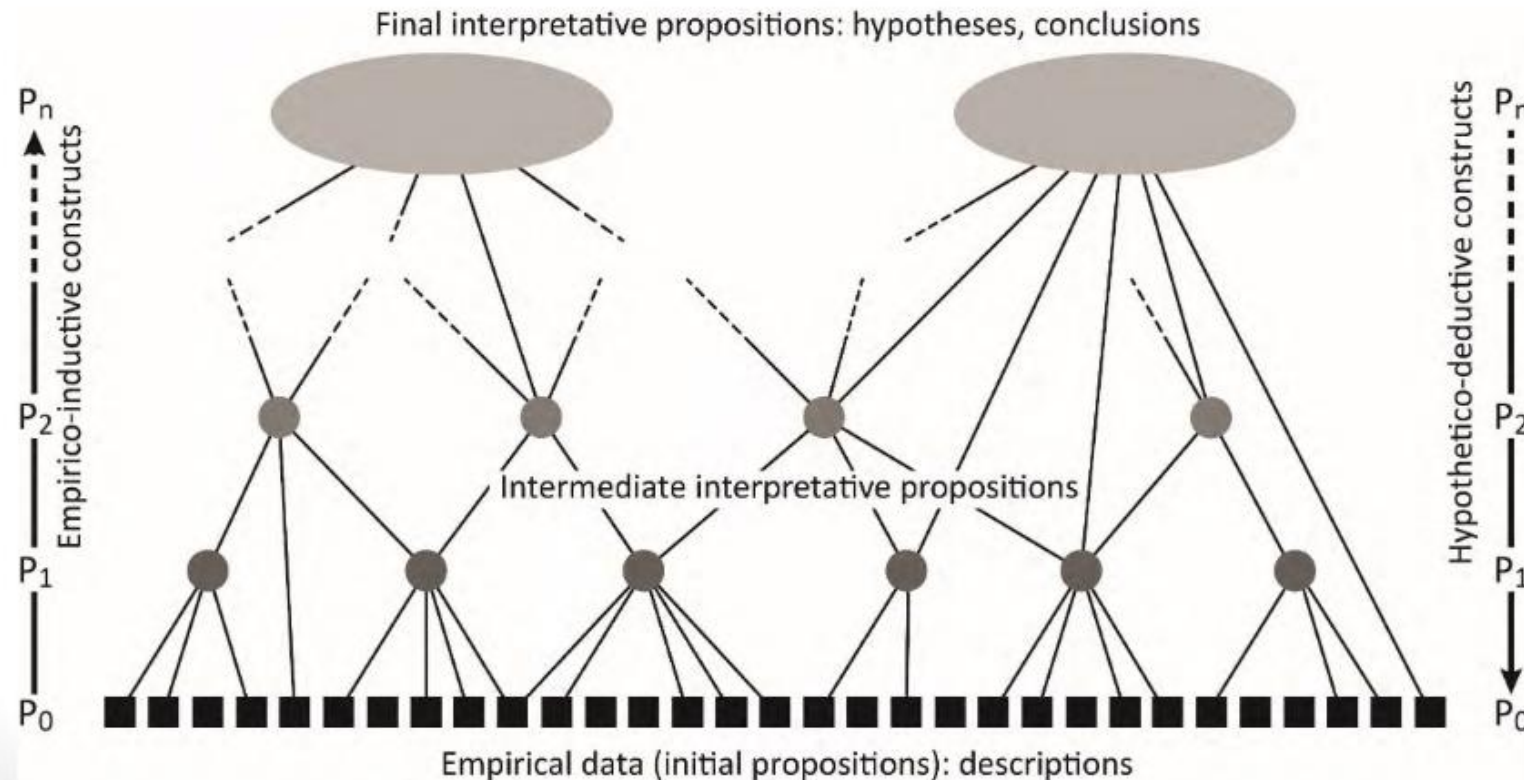 Final interpretative propositions: hypotheses, conclusions
Pn
Empirico-inductive constructs
P2
P1
P0
Intermediate interpretative propositions
Hypothetico-deductive constructs
Pn
P2
P1
P0
Empirical data (initial propositions): descriptions